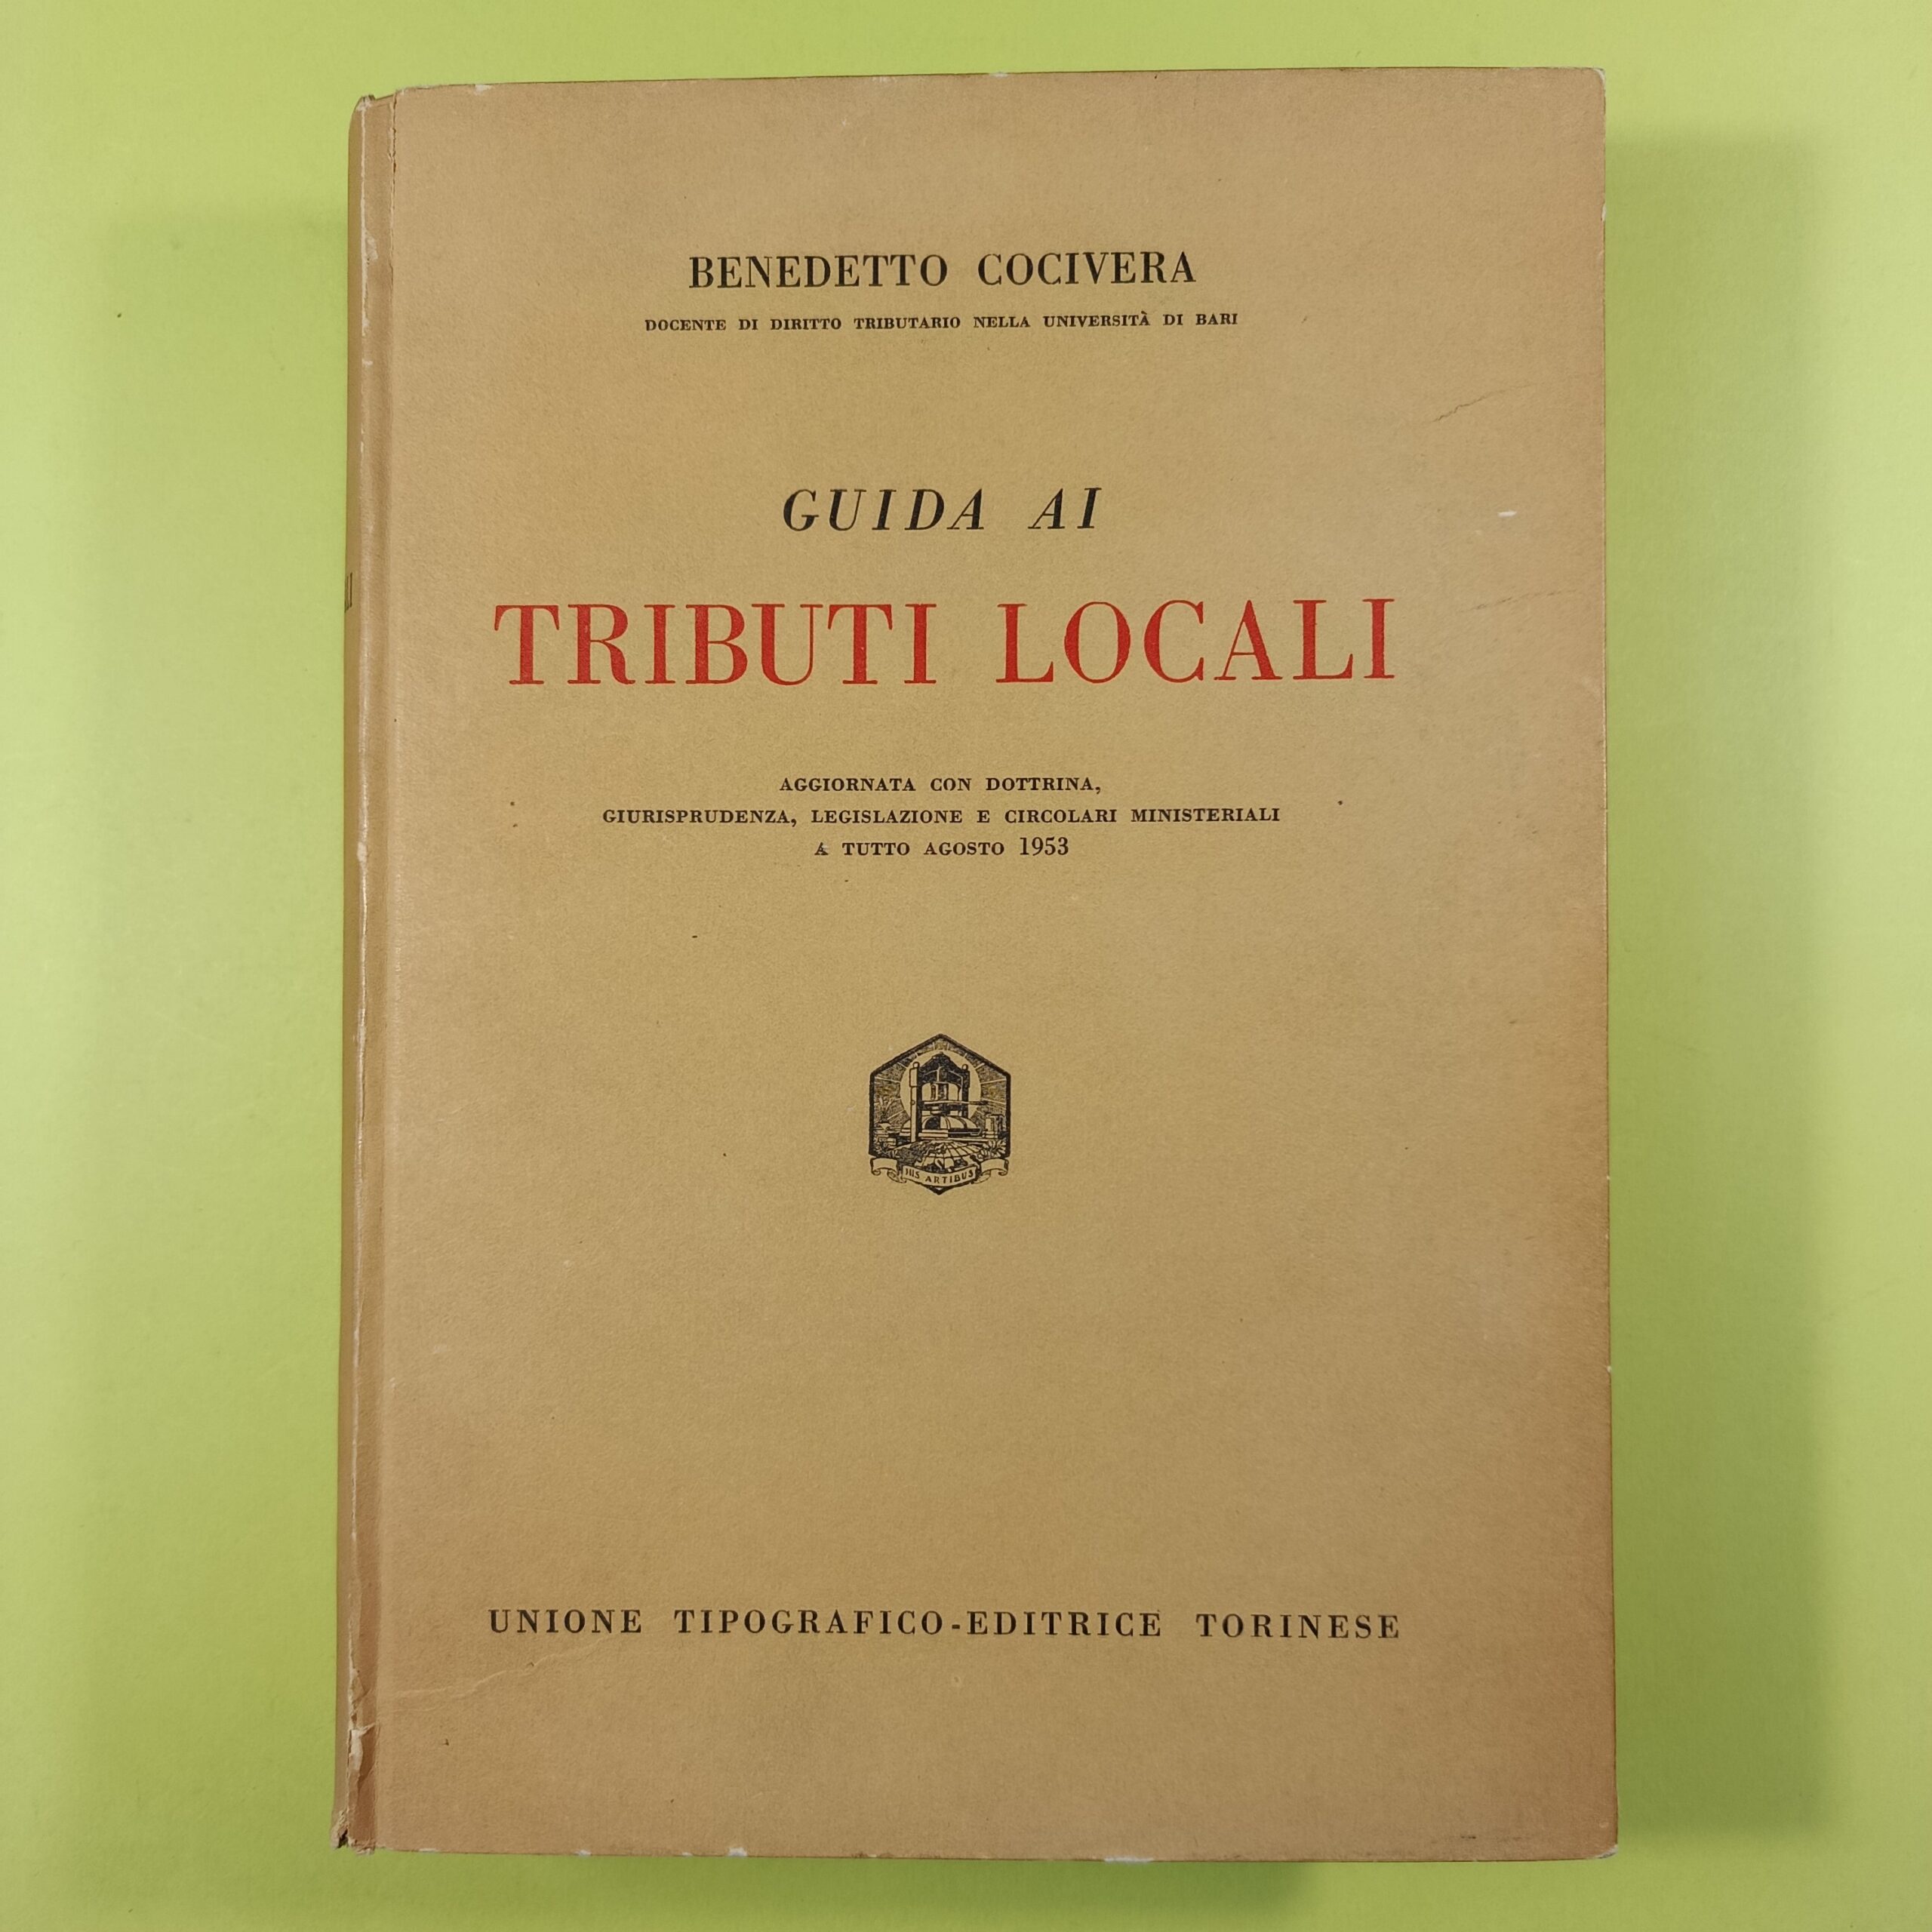 BENEDETTO COCIVERA
DOCENTE DI DIRITTO TRIBUTARIO NELLA UNIVERSITÀ DI BARI
GUIDA AI
TRIBUTI LOCALI
AGGIORNATA CON DOTTRINA,
GIURISPRUDENZA, LEGISLAZIONE E CIRCOLARI MINISTERIALI
A TUTTO AGOSTO 1953
HIS ARTIBUS
UNIONE TIPOGRAFICO-EDITRICE TORINESE